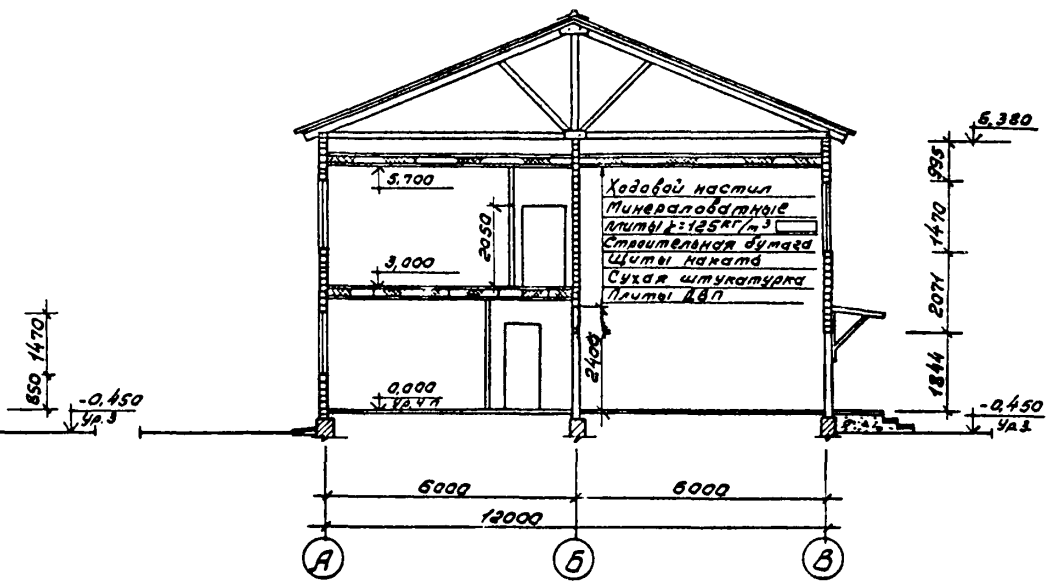 6,380
995
5,700
Ходовой настил
Минераловатные
плиты γ=125кг/м³
Строительная бумага
Щиты наката
Сухая штукатурка
Плиты ДВП
1470
2050
3,000
2071
1470
2400
850
1844
0,000
ур.ч.п
-0,450
ур.з
-0,450
ур.з
6000
6000
12000
А
Б
В